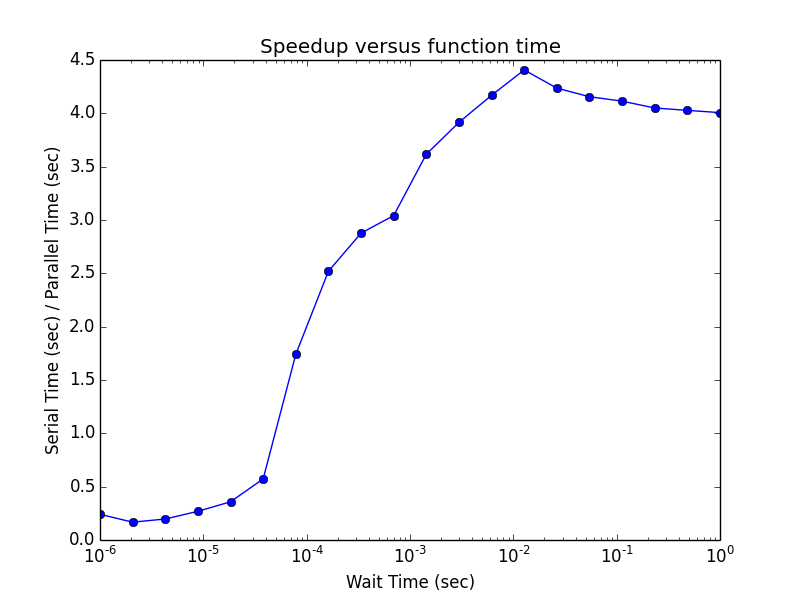 Speedup versus function time
Serial Time (sec) / Parallel Time (sec)
4.5
4.0
3.5
3.0
2.5
2.0
1.5
1.0
0.5
0.0
10⁻⁶ 10⁻⁵ 10⁻⁴ 10⁻³ 10⁻² 10⁻¹ 10⁰
Wait Time (sec)